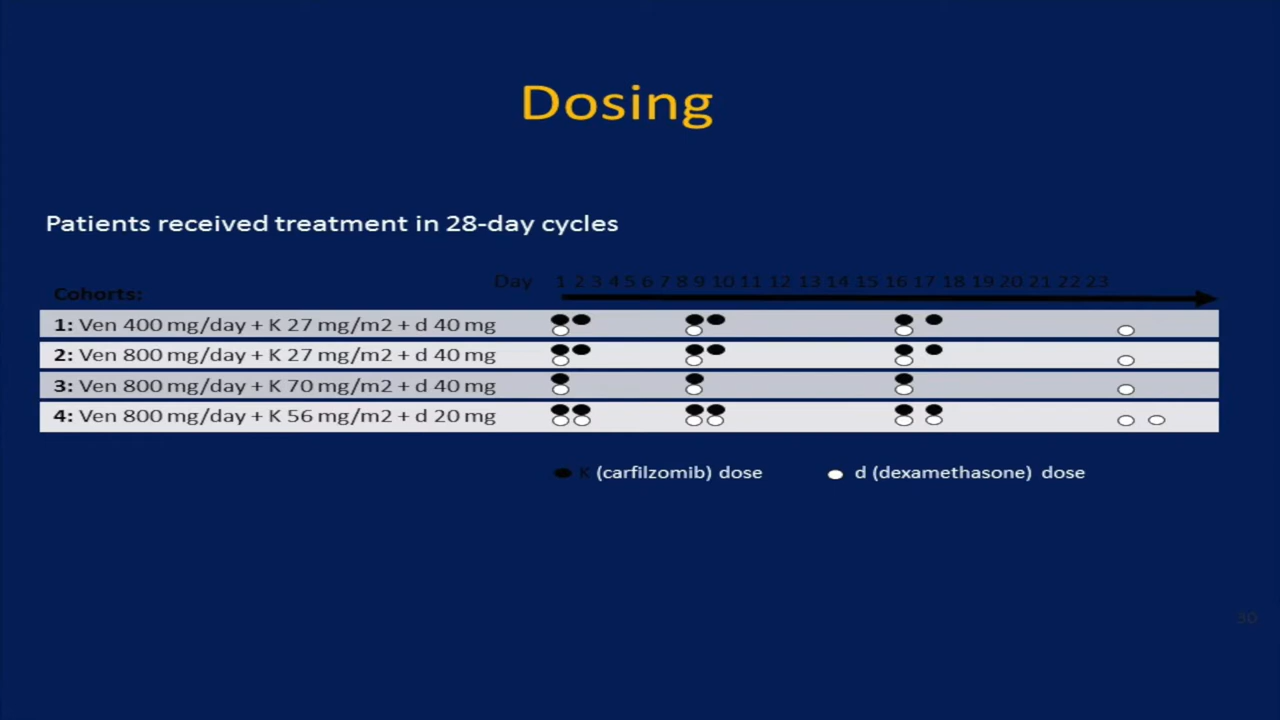 Dosing
Patients received treatment in 28-day cycles
Day 1 2 3 4 5 6 7 8 9 10 11 12 13 14 15 16 17 18 19 20 21 22 23
Cohorts:
1: Ven 400 mg/day + K 27 mg/m2 + d 40 mg
2: Ven 800 mg/day + K 27 mg/m2 + d 40 mg
3: Ven 800 mg/day + K 70 mg/m2 + d 40 mg
4: Ven 800 mg/day + K 56 mg/m2 + d 20 mg
K (carfilzomib) dose d (dexamethasone) dose
30